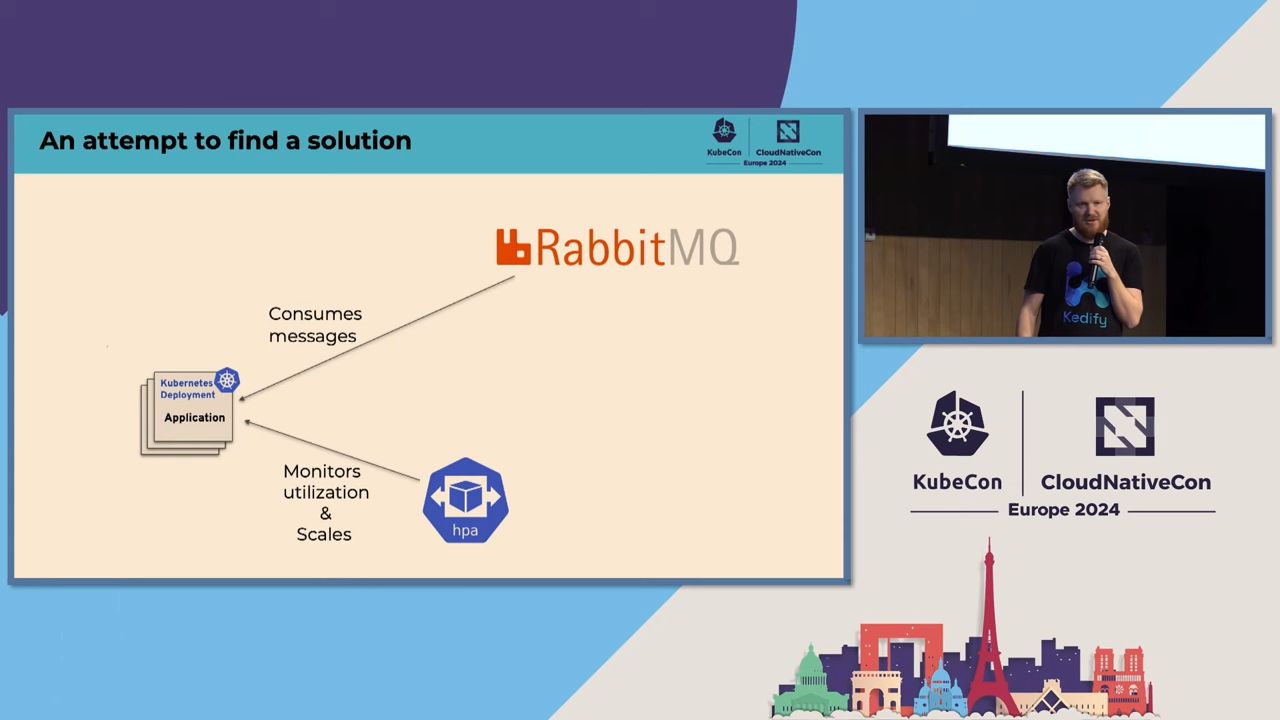 An attempt to find a solution
KubeCon
CloudNativeCon
Europe 2024
RabbitMQ
Consumes
messages
Kubernetes
Deployment
Application
Monitors
utilization
&
Scales
hpa
Kedify
KubeCon
CloudNativeCon
Europe 2024